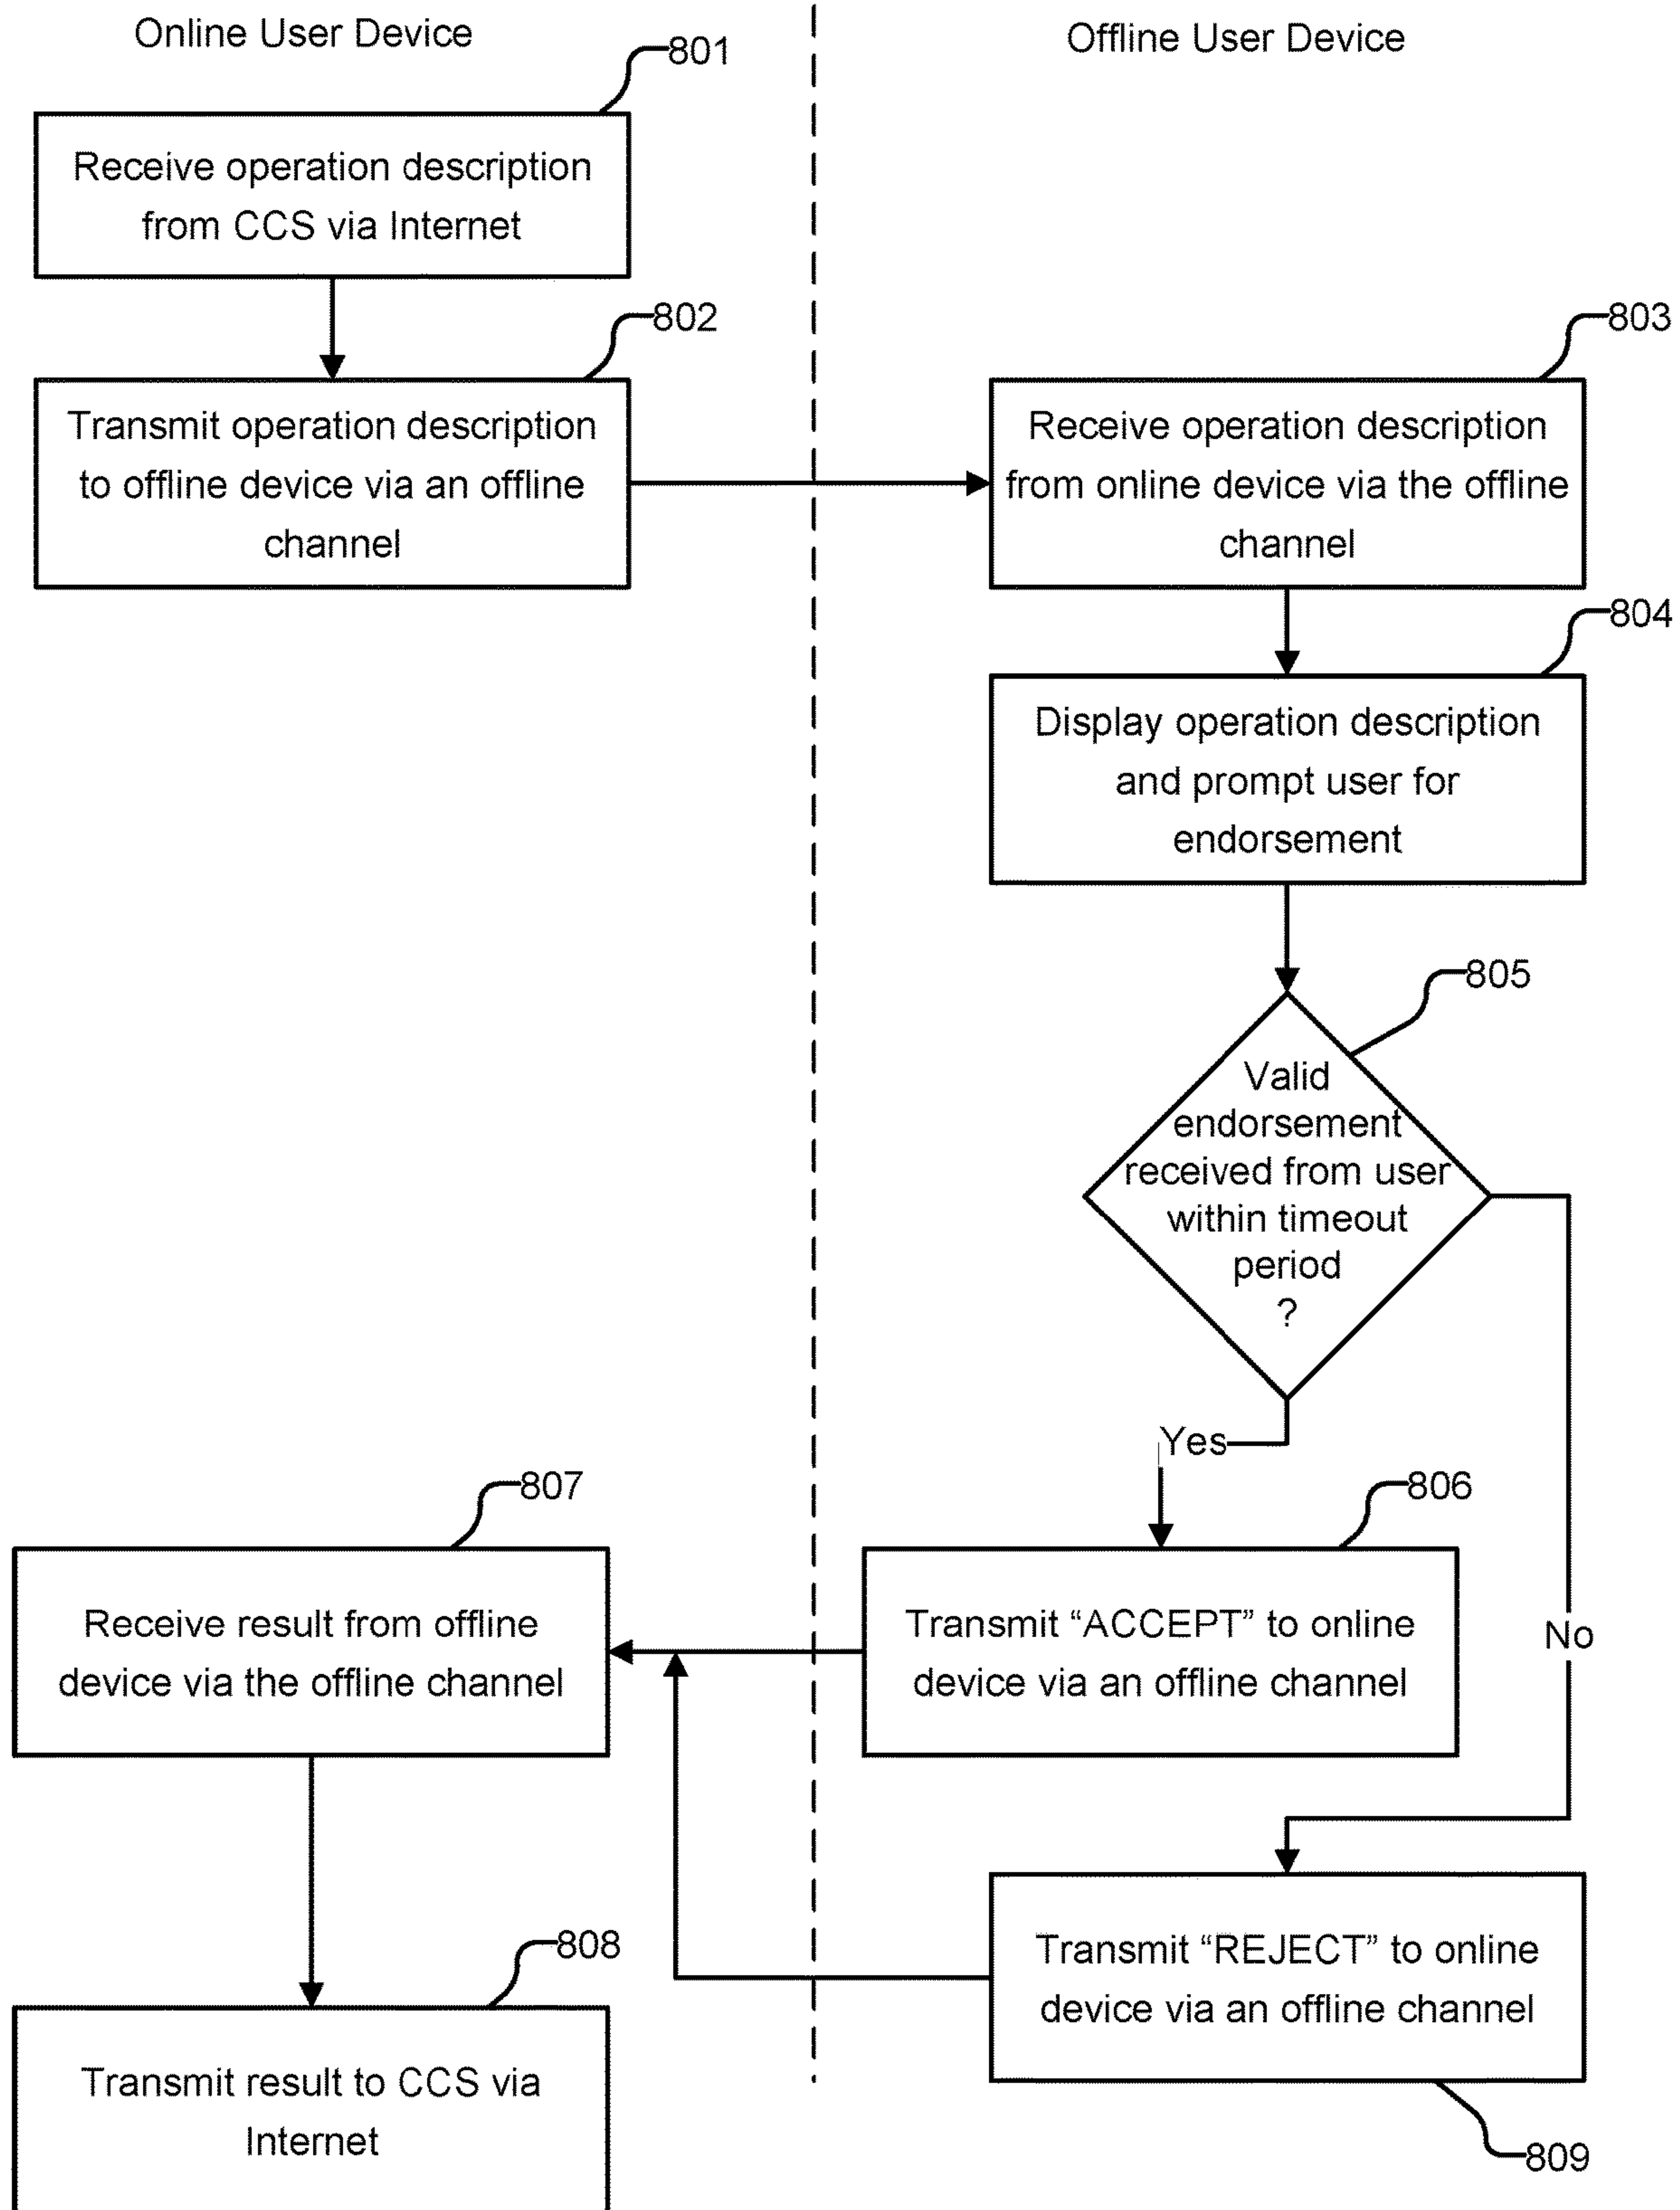 Online User Device
Offline User Device
801
Receive operation description
from CCS via Internet
802
Transmit operation description
to offline device via an offline
channel
803
Receive operation description
from online device via the offline
channel
804
Display operation description
and prompt user for
endorsement
805
Valid
endorsement
received from user
within timeout
period
?
Yes
No
806
Transmit “ACCEPT” to online
device via an offline channel
807
Receive result from offline
device via the offline channel
808
Transmit result to CCS via
Internet
Transmit “REJECT” to online
device via an offline channel
809